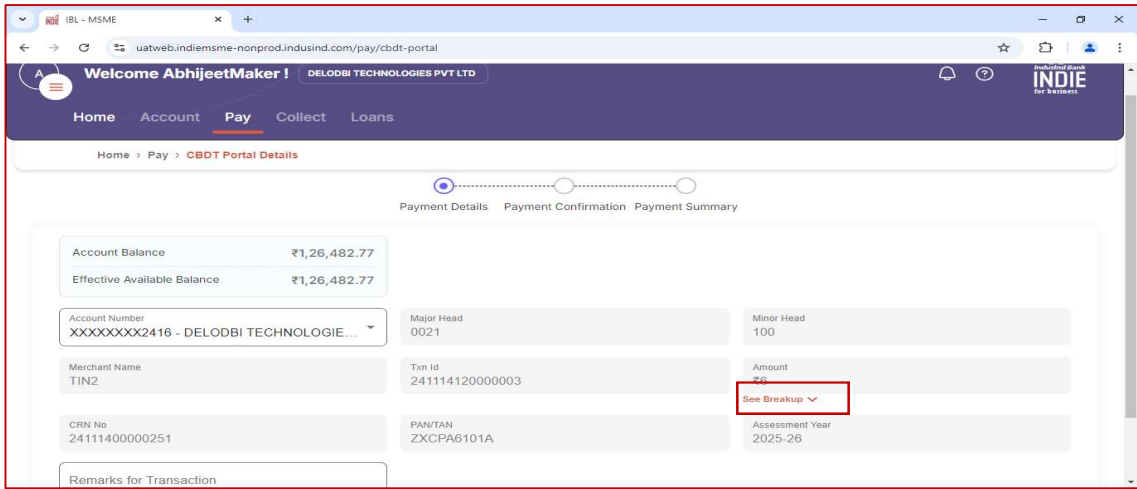 IBL - MSME
uatweb.indiemsme-nonprod.indusind.com/pay/cbdt-portal
A
Welcome AbhijeetMaker ! DELODBI TECHNOLOGIES PVT LTD
IndusInd Bank
INDIE
for business
Home Account Pay Collect Loans
Home > Pay > CBDT Portal Details
Payment Details Payment Confirmation Payment Summary
Account Balance ₹1,26,482.77
Effective Available Balance ₹1,26,482.77
Account Number Major Head Minor Head
XXXXXXXX2416 - DELODBI TECHNOLOGIE... 0021 100
Merchant Name Txn Id Amount
TIN2 241114120000003 ₹6
See Breakup
CRN No PAN/TAN Assessment Year
24111400000251 ZXCPA6101A 2025-26
Remarks for Transaction